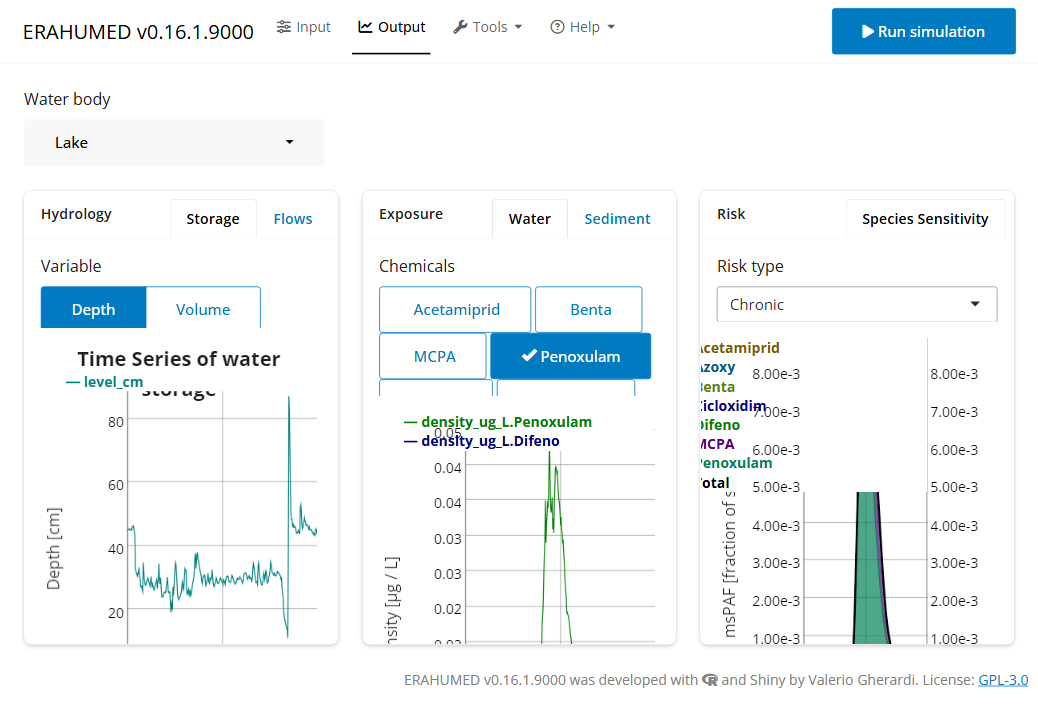 ERAHUMED v0.16.1.9000 Input Output Tools Help Run simulation
Water body
Lake
Hydrology Storage Flows
Variable
Depth Volume
Time Series of water
storage
level_cm
80
60
40
20
Depth [cm]
Exposure Water Sediment
Chemicals
Acetamiprid Benta
MCPA Penoxulam
density_ug_L.Penoxulam
density_ug_L.Difeno
0.05
0.04
0.04
0.03
0.03
0.02
0.02
nsity [µg / L]
Risk Species Sensitivity
Risk type
Chronic
Acetamiprid
Azoxy
Benta
Cicloxidim
Difeno
MCPA
Penoxulam
Total
8.00e-3 8.00e-3
7.00e-3 7.00e-3
6.00e-3 6.00e-3
5.00e-3 5.00e-3
4.00e-3 4.00e-3
3.00e-3 3.00e-3
2.00e-3 2.00e-3
1.00e-3 1.00e-3
msPAF [fraction of s
ERAHUMED v0.16.1.9000 was developed with R and Shiny by Valerio Gherardi. License: GPL-3.0